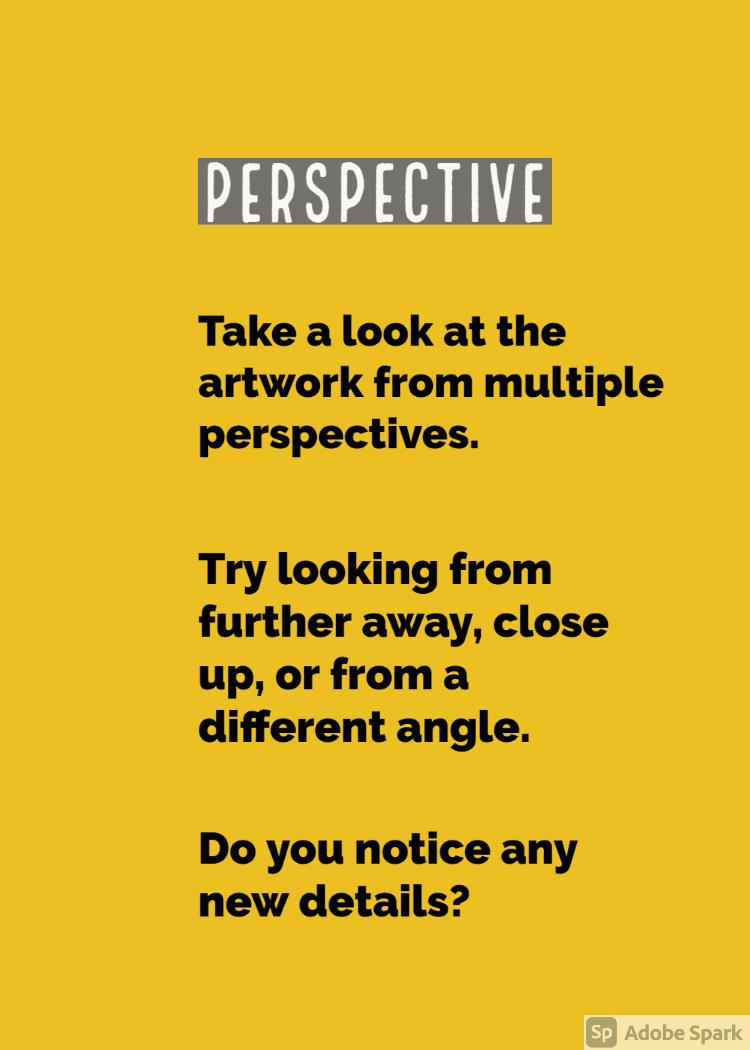 PERSPECTIVE
Take a look at the
artwork from multiple
perspectives.
Try looking from
further away, close
up, or from a
different angle.
Do you notice any
new details?
Sp Adobe Spark